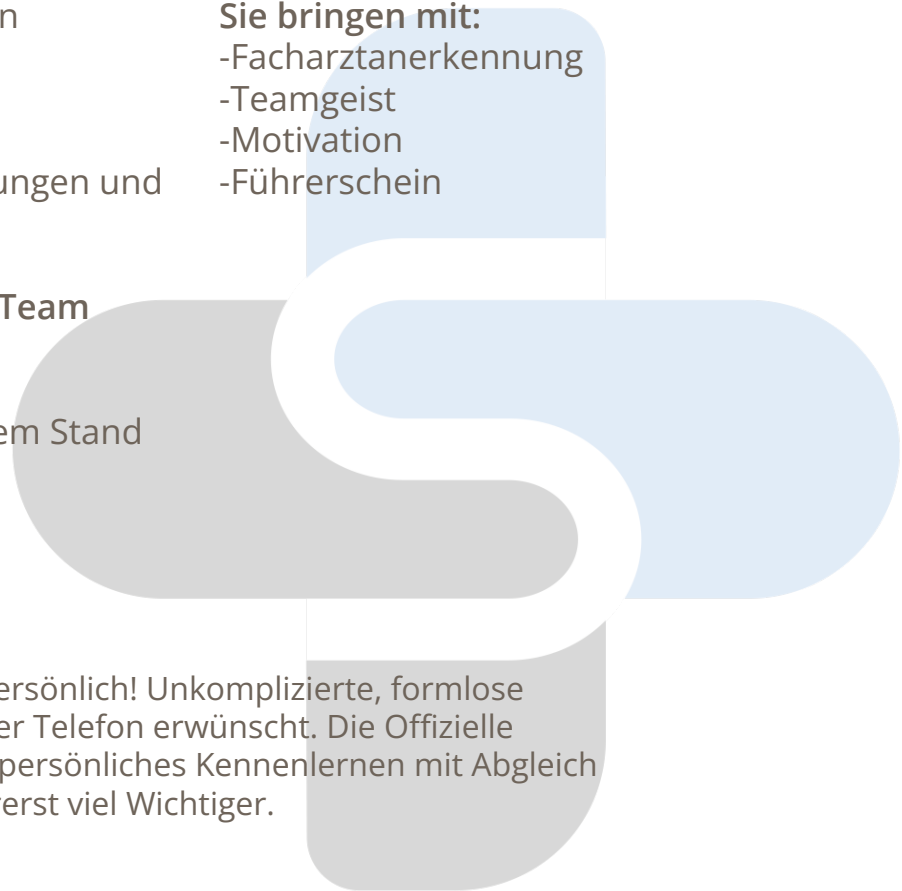 n
Sie bringen mit:
-Facharztanerkennung
-Teamgeist
-Motivation
ungen und
-Führerschein
Team
em Stand
ersönlich! Unkomplizierte, formlose
er Telefon erwünscht. Die Offizielle
persönliches Kennenlernen mit Abgleich
erst viel Wichtiger.